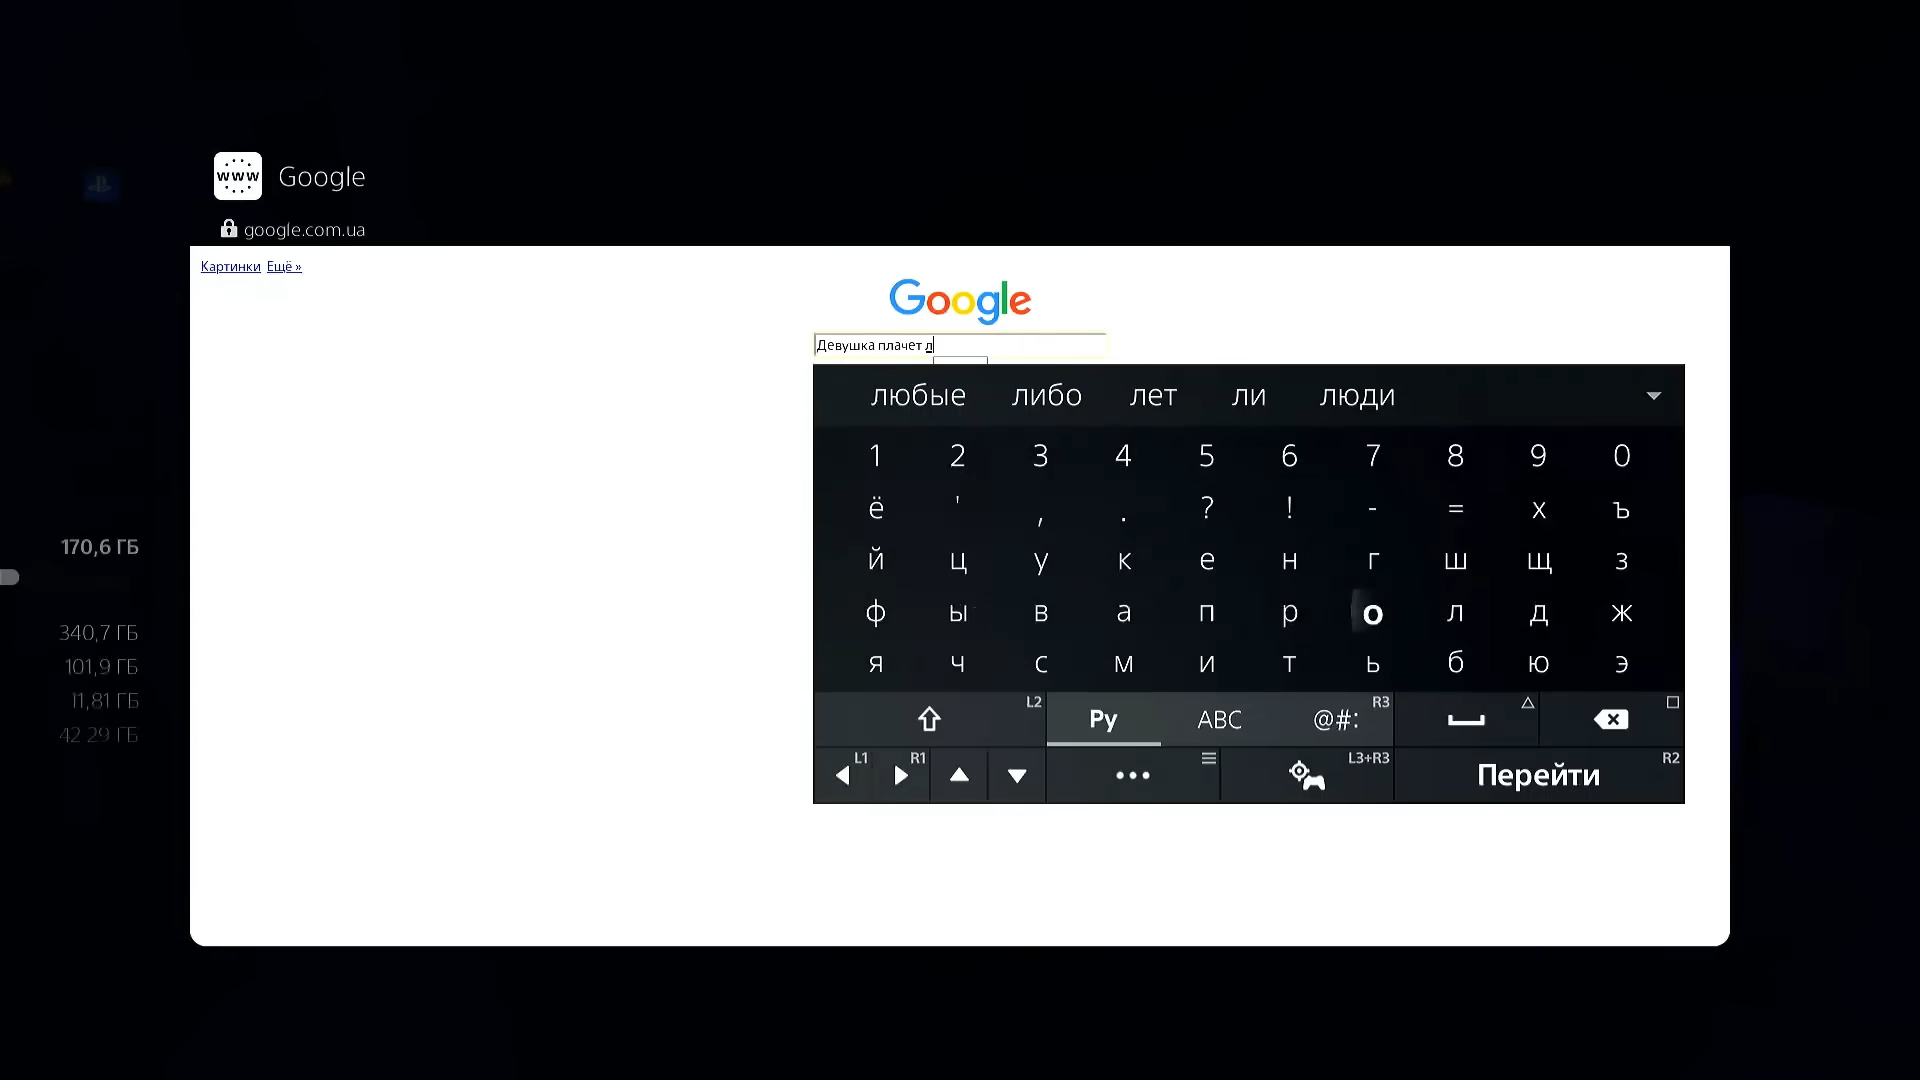 www
Google
google.com.ua
Картинки Ещё »
Google
Девушка плачет л
любые либо лет ли люди
1 2 3 4 5 6 7 8 9 0
ё ' , . ? ! - = х ъ
й ц у к е н г ш щ з
ф ы в а п р о л д ж
я ч с м и т ь б ю э
L2 Ру ABC @#: R3
L1 R1 ••• L3+R3 Перейти R2
170,6 ГБ
340,7 ГБ
101,9 ГБ
11,81 ГБ
42,29 ГБ